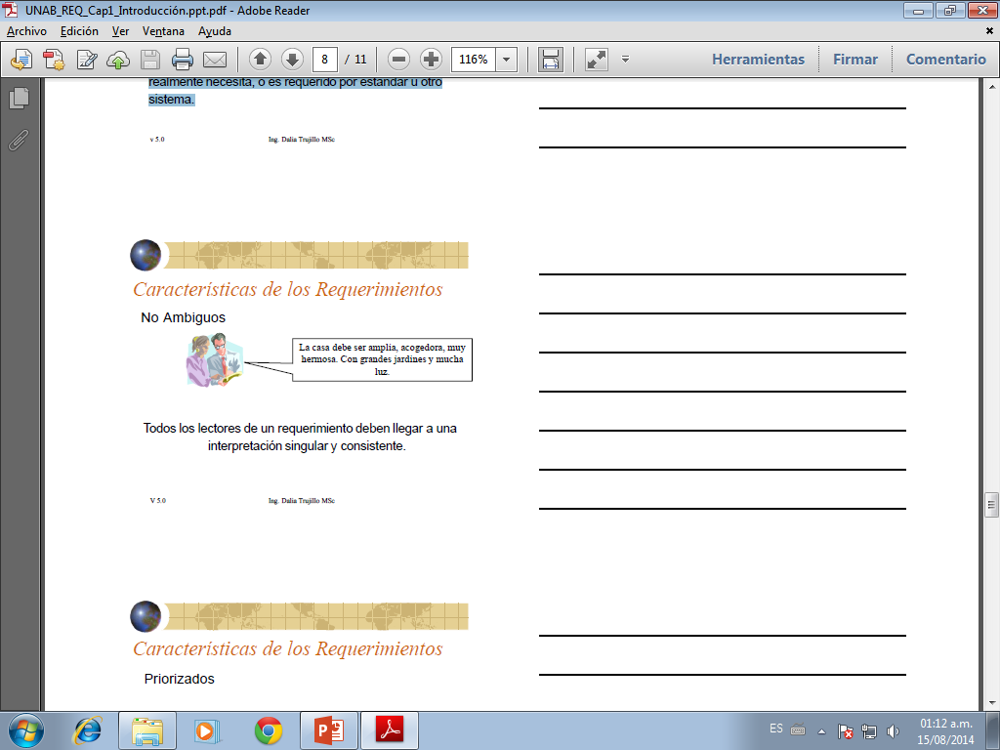 UNAB_REQ_Cap1_Introducción.ppt.pdf - Adobe Reader
Archivo Edición Ver Ventana Ayuda
8 / 11 116% Herramientas Firmar Comentario
realmente necesita, o es requerido por estándar u otro
sistema.
v 5.0 Ing. Dalia Trujillo MSc
Características de los Requerimientos
No Ambiguos
La casa debe ser amplia, acogedora, muy
hermosa. Con grandes jardines y mucha
luz.
Todos los lectores de un requerimiento deben llegar a una
interpretación singular y consistente.
V 5.0 Ing. Dalia Trujillo MSc
Características de los Requerimientos
Priorizados
ES
01:12 a.m.
15/08/2014